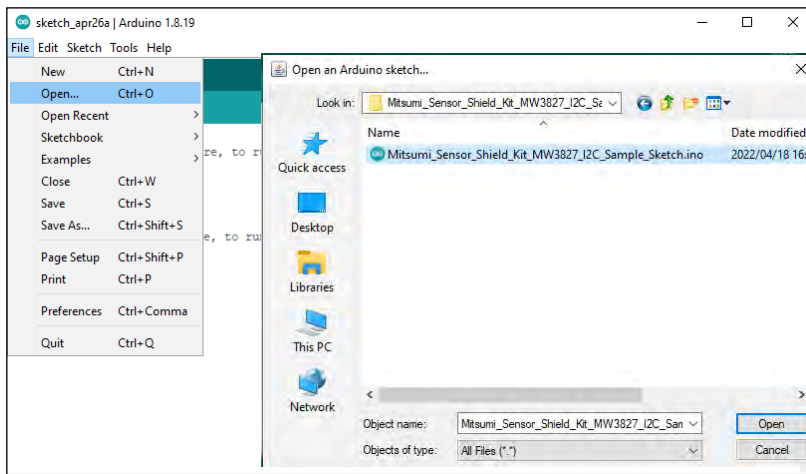 sketch_apr26a | Arduino 1.8.19
File Edit Sketch Tools Help
New Ctrl+N
Open... Ctrl+O
Open Recent
Sketchbook
Examples
Close Ctrl+W
Save Ctrl+S
Save As... Ctrl+Shift+S
Page Setup Ctrl+Shift+P
Print Ctrl+P
Preferences Ctrl+Comma
Quit Ctrl+Q
re, to ru
e, to run
Open an Arduino sketch...
Look in: Mitsumi_Sensor_Shield_Kit_MW3827_I2C_Sa
Name Date modified
Mitsumi_Sensor_Shield_Kit_MW3827_I2C_Sample_Sketch.ino 2022/04/18 16:
Quick access
Desktop
Libraries
This PC
Network
Object name: Mitsumi_Sensor_Shield_Kit_MW3827_I2C_San Open
Objects of type: All Files (*.*) Cancel